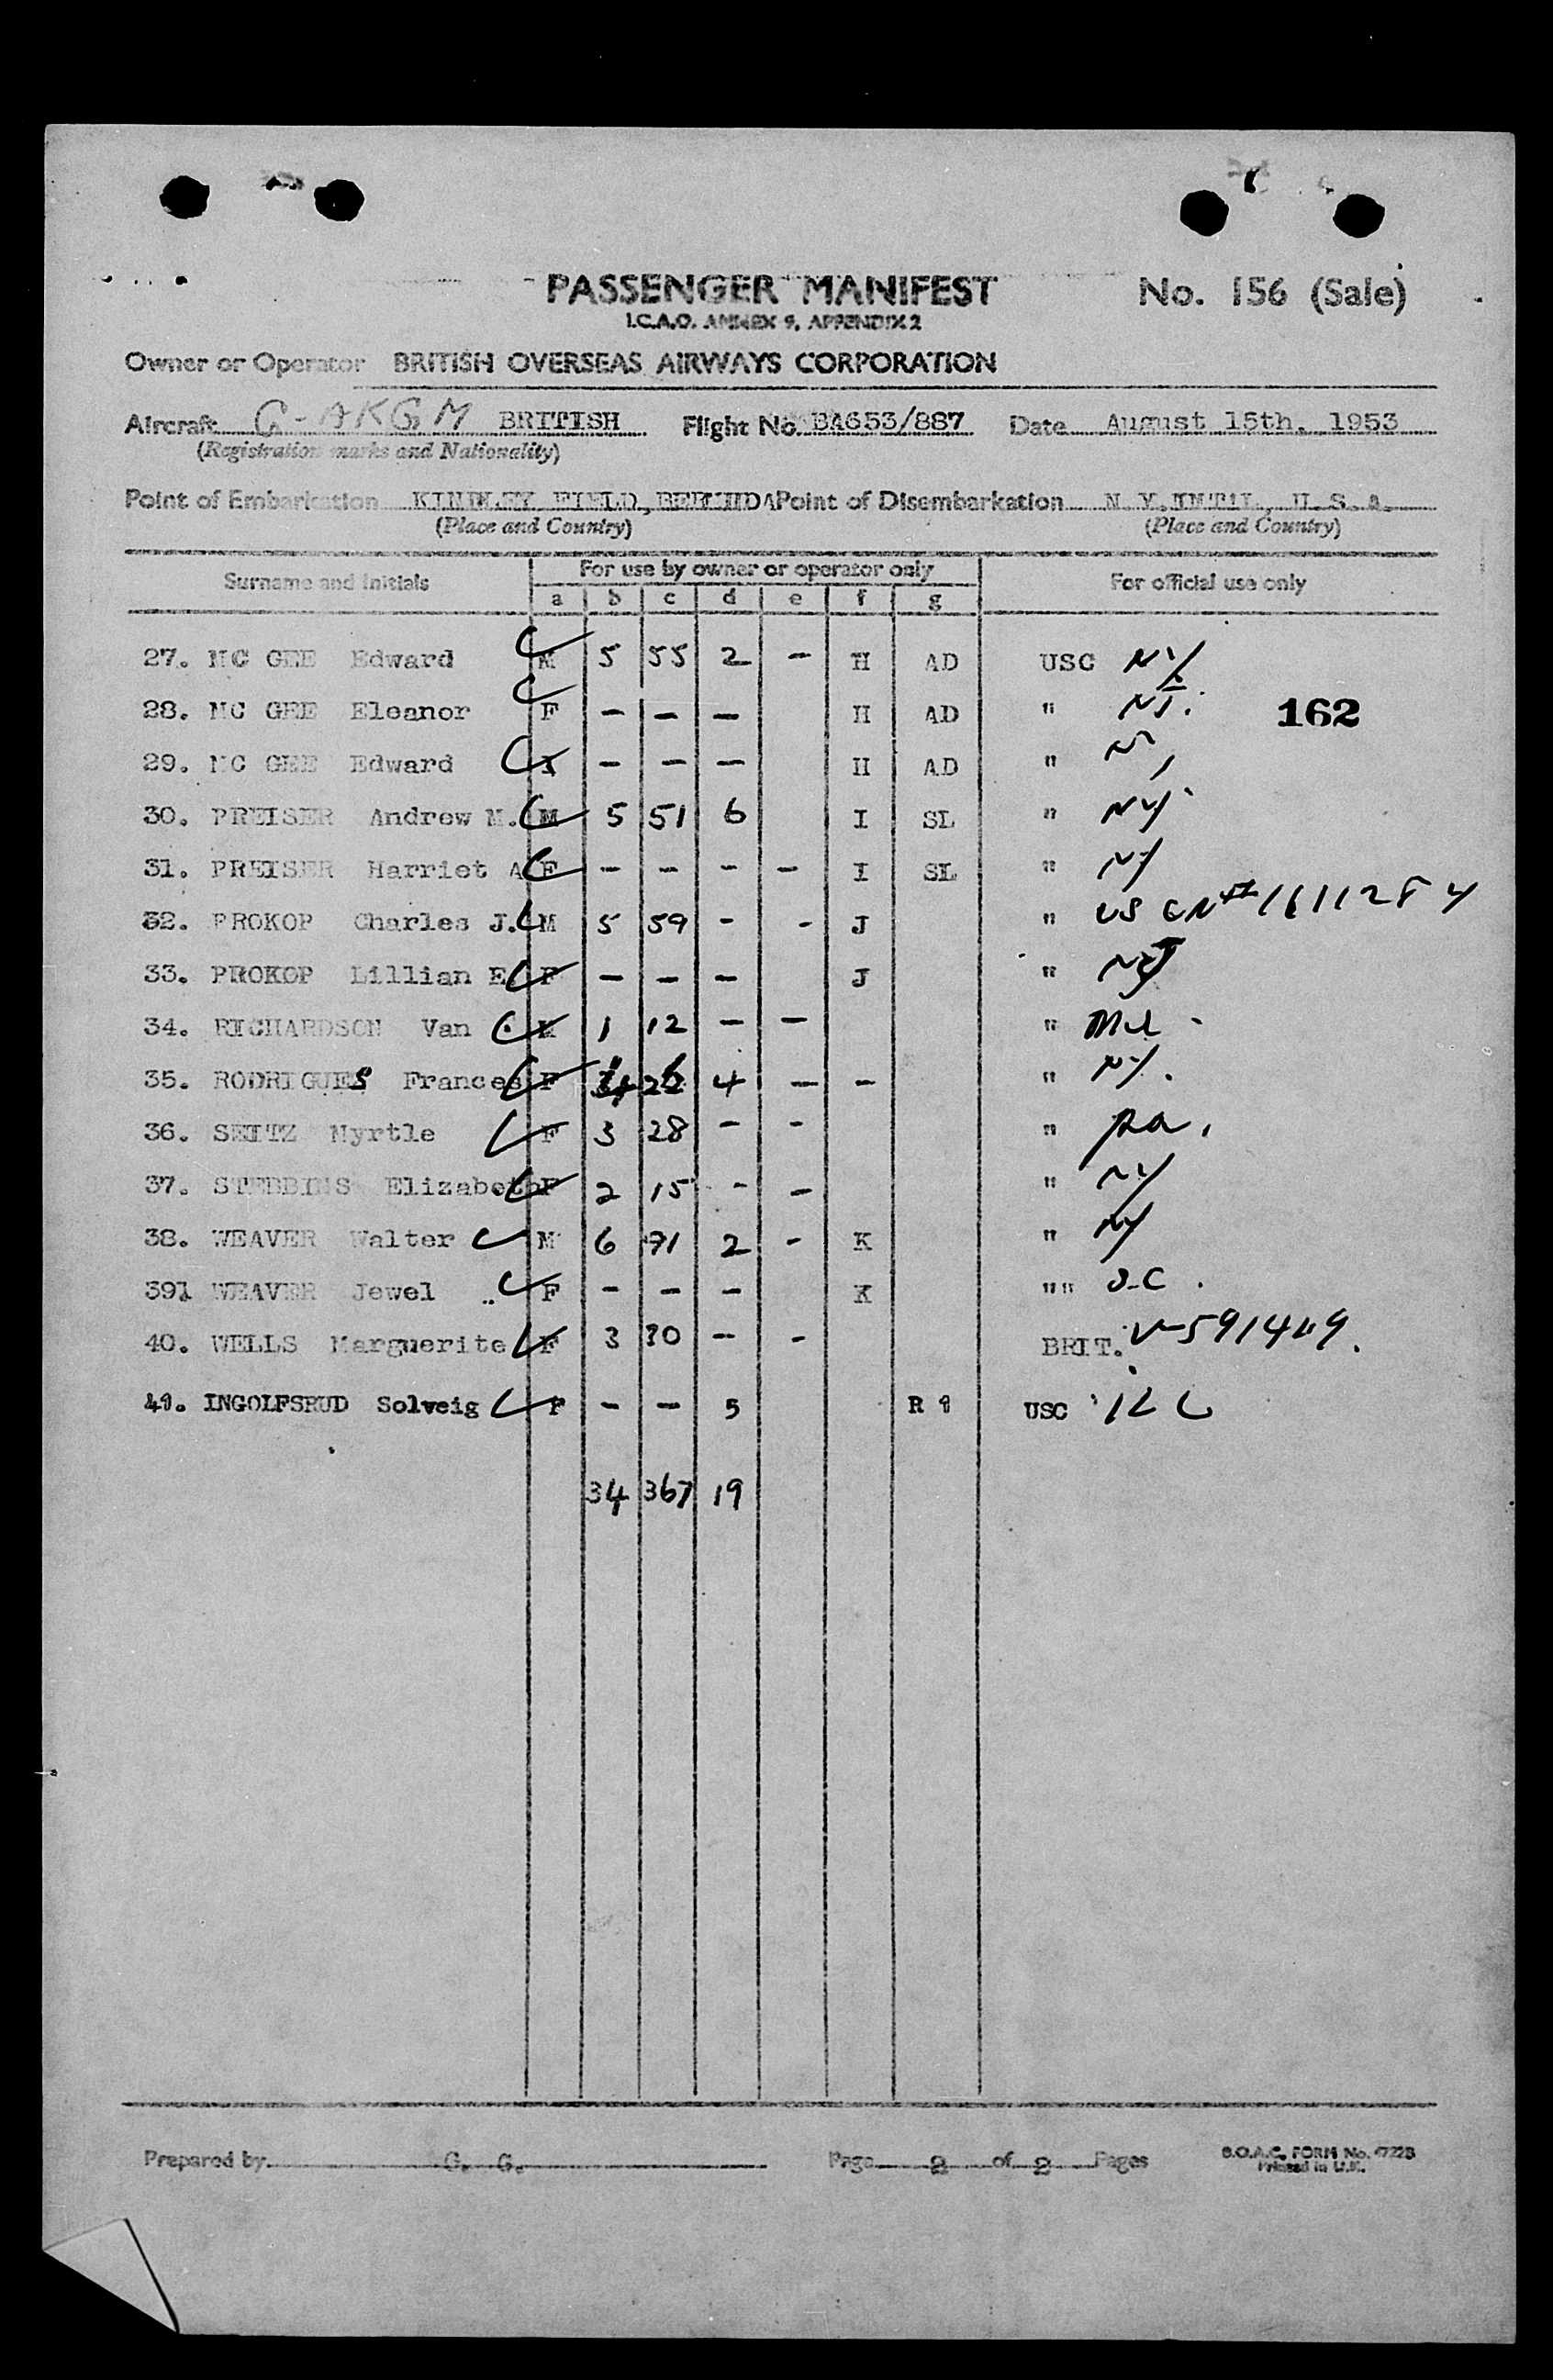 PASSENGER MANIFEST No. 156 (Sale)
I.C.A.O. ANNEX 9, APPENDIX 2
Owner or Operator BRITISH OVERSEAS AIRWAYS CORPORATION
Aircraft G-AKGM BRITISH Flight No. BA653/887 Date August 15th. 1953
(Registration marks and Nationality)
Point of Embarkation KINDLEY FIELD, BERMUDA Point of Disembarkation N.Y.INT'L, U.S.A.
(Place and Country) (Place and Country)
Surname and Initials For use by owner or operator only For official use only
a b c d e f g
27. MC GEE Edward M 5 55 2 - H AD USC NY
28. MC GEE Eleanor F - - - H AD " NY. 162
29. MC GEE Edward - - - H AD " NY
30. PREISER Andrew M. M 5 51 6 I SL " NY
31. PREISER Harriet A F - - - - I SL " NY
32. PROKOP Charles J. M 5 59 - - J " US
33. PROKOP Lillian E F - - - J " NJ
34. RICHARDSON Van M 1 12 - - "
35. RODRIGUES Frances F 4 - - " NY.
36. SEITZ Myrtle F 3 28 - - " Pa.
37. STEBBINS Elizabeth F 2 15 - - " NY
38. WEAVER Walter M 6 91 2 - K " NY
391 WEAVER Jewel .. F - - - K "" S-C.
40. WELLS Marguerite F 3 30 - - BRIT.
41. INGOLFSRUD Solveig F - - 5 R 1 USC ILL
34 367 19
Prepared by G. G. Page 2 of 2 Pages B.O.A.C. FORM No.
Printed in U.K.